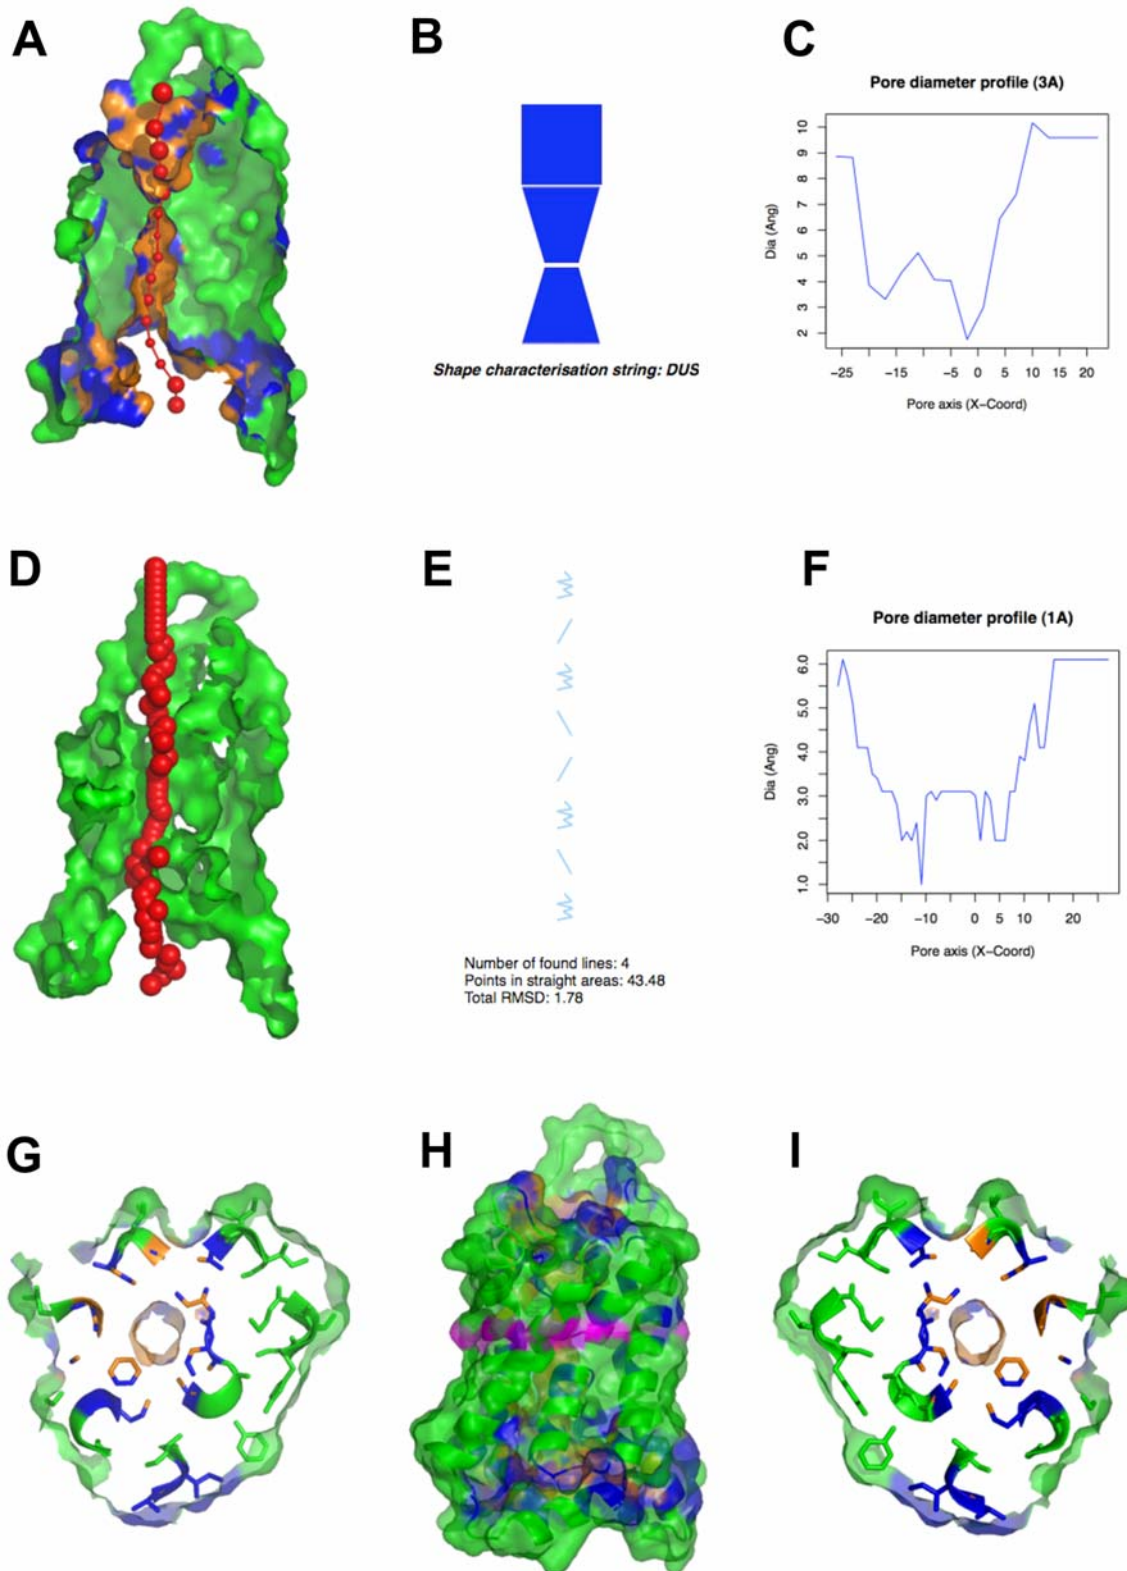 A
B
C
Pore diameter profile (3A)
10
9
8
7
6
5
4
3
2
Dia (Ang)
-25 -15 -5 0 5 10 20
Pore axis (X-Coord)
Shape characterisation string: DUS
D
E
F
Pore diameter profile (1A)
6.0
5.0
4.0
3.0
2.0
1.0
Dia (Ang)
-30 -20 -10 0 5 10 20
Pore axis (X-Coord)
Number of found lines: 4
Points in straight areas: 43.48
Total RMSD: 1.78
G
H
I